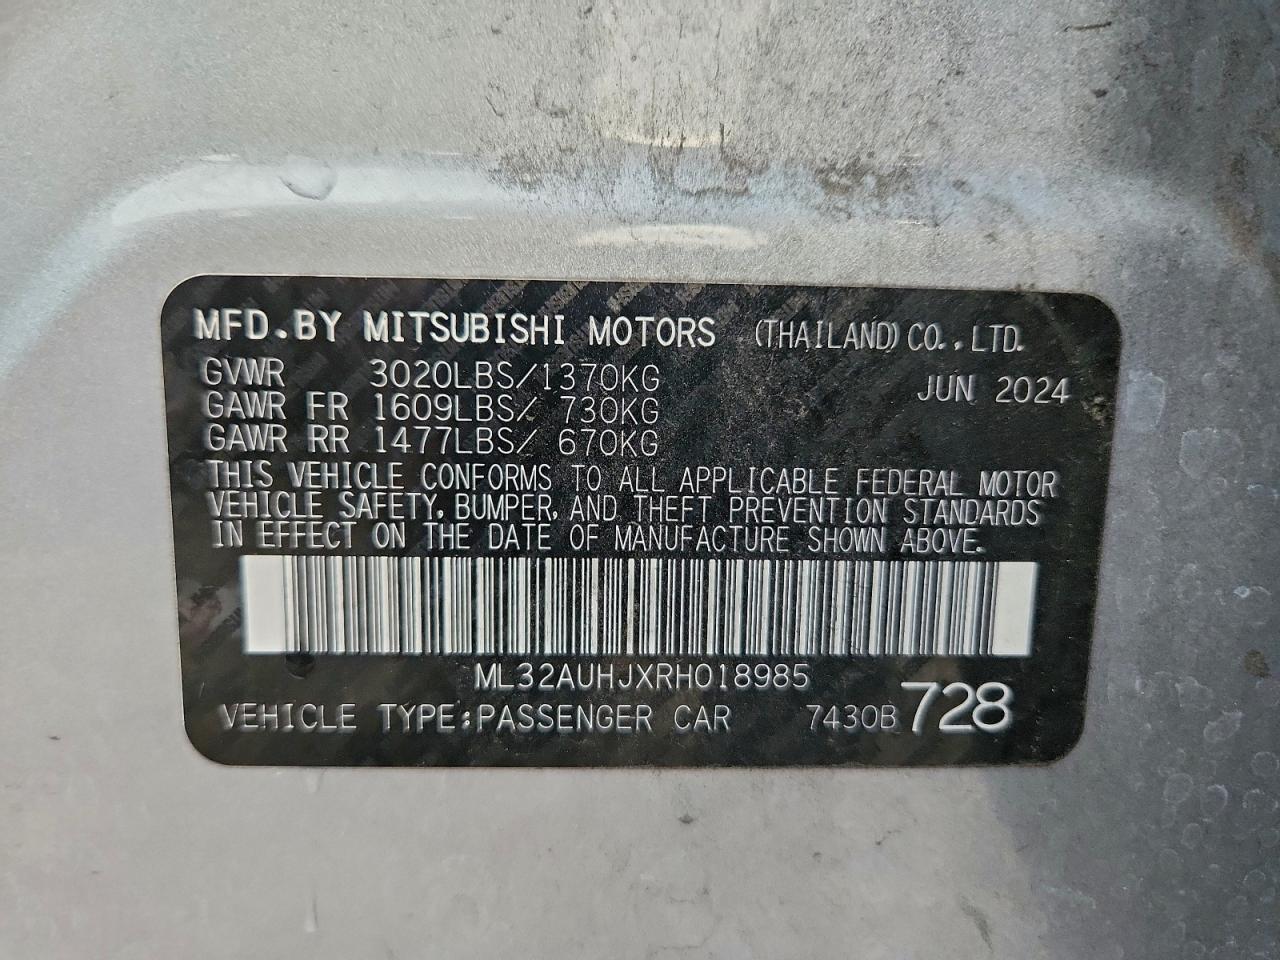 MFD.BY MITSUBISHI MOTORS (THAILAND) CO., LTD.
GVWR 3020LBS/1370KG JUN 2024
GAWR FR 1609LBS/ 730KG
GAWR RR 1477LBS/ 670KG
THIS VEHICLE CONFORMS TO ALL APPLICABLE FEDERAL MOTOR
VEHICLE SAFETY, BUMPER, AND THEFT PREVENTION STANDARDS
IN EFFECT ON THE DATE OF MANUFACTURE SHOWN ABOVE.
ML32AUHJXRH018985
VEHICLE TYPE:PASSENGER CAR 7430B 728